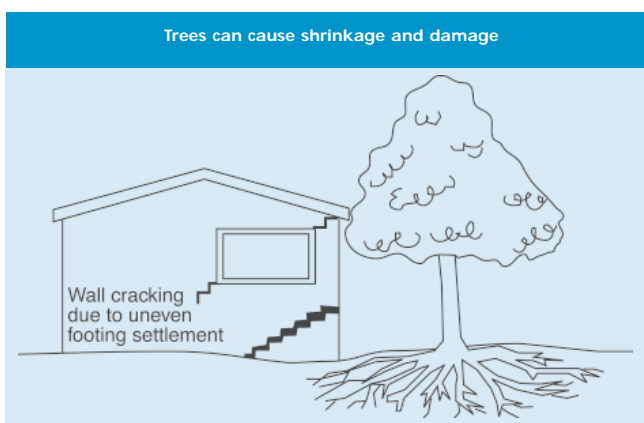 Trees can cause shrinkage and damage
Wall cracking
due to uneven
footing settlement